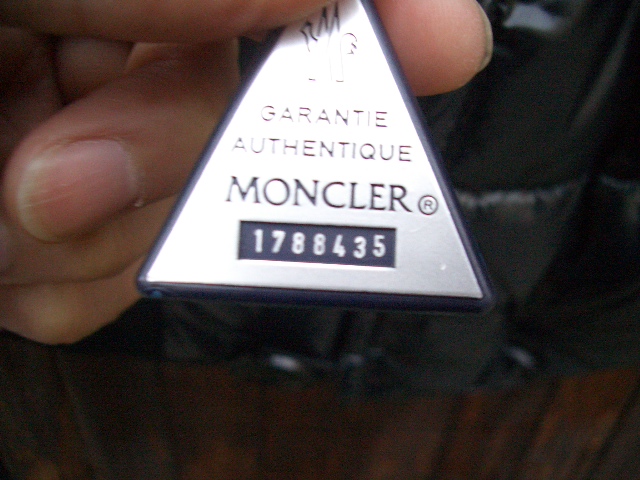 GARANTIE
AUTHENTIQUE
MONCLER®
1788435